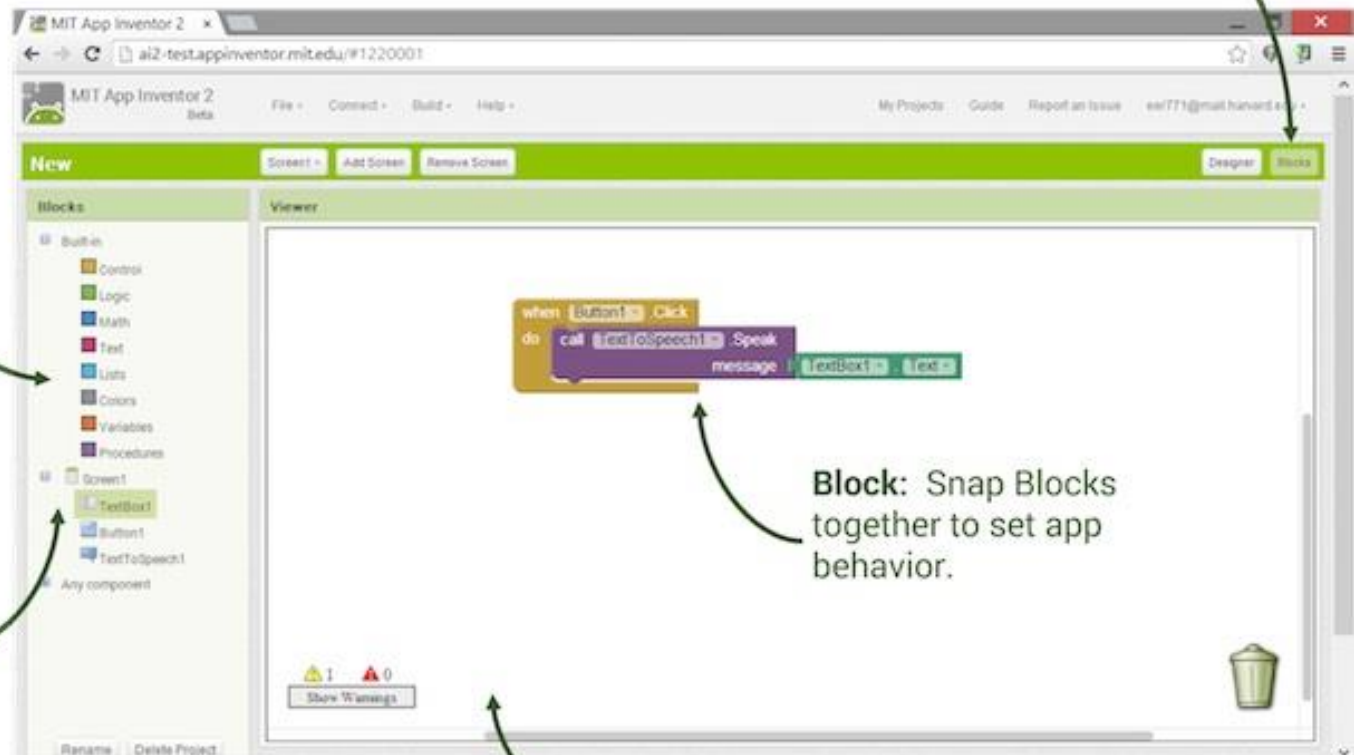 MIT App Inventor 2
ai2-test.appinventor.mit.edu/#1220001
MIT App Inventor 2
Beta
File Connect Build Help
My Projects Guide Report an Issue
New
Screen1 Add Screen Remove Screen
Designer Blocks
Blocks
Viewer
Built-in
Control
Logic
Math
Text
Lists
Colors
Variables
Procedures
Screen1
TextBox1
Button1
TextToSpeech1
Any component
when Button1 .Click
do call TextToSpeech1 .Speak
message TextBox1 . Text
Block: Snap Blocks
together to set app
behavior.
1 0
Show Warnings
Rename Delete Project